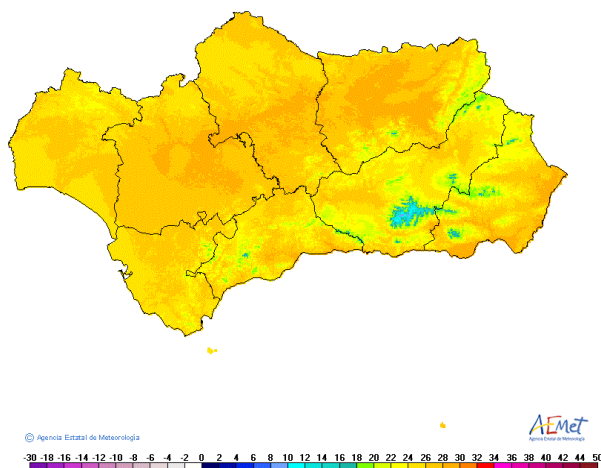 © Agencia Estatal de Meteorología
AEMet
Agencia Estatal de Meteorología
-30 -18 -16 -14 -12 -10 -8 -6 -4 -2 0 2 4 6 8 10 12 14 16 18 20 22 24 26 28 30 32 34 36 38 40 42 44 50